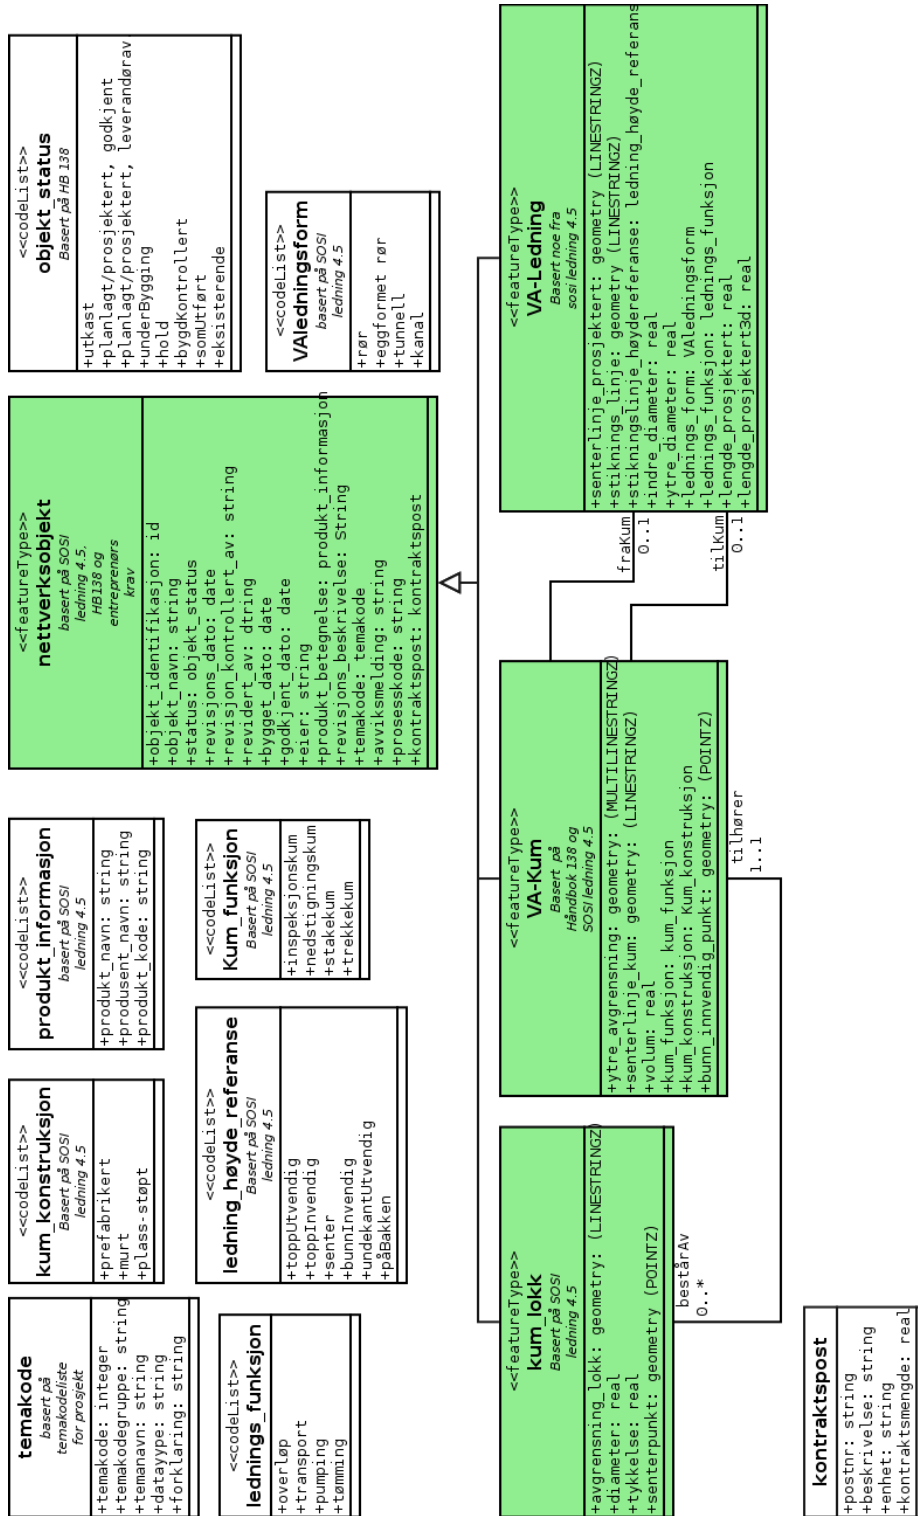 temakode
basert på
temakodeliste
for prosjekt
+temakode: integer
+temakodegruppe: string
+temanavn: string
+datayype: string
+forklaring: string
<<codeList>>
kum_konstruksjon
Basert på SOSI
ledning 4.5
+prefabrikert
+murt
+plass-støpt
<<codeList>>
produkt_informasjon
basert på SOSI
ledning 4.5
+produkt_navn: string
+produsent_navn: string
+produkt_kode: string
<<featureType>>
nettverksobjekt
basert på SOSI
ledning 4.5,
HB138 og
entreprenørs
krav
+objekt_identifikasjon: id
+objekt_navn: string
+status: objekt_status
+revisjons_dato: date
+revisjon_kontrollert_av: string
+revidert_av: dtring
+bygget_dato: date
+godkjent_dato: date
+eier: string
+produkt_betegnelse: produkt_informasjon
+revisjons_beskrivelse: String
+temakode: temakode
+avviksmelding: string
+prosesskode: string
+kontraktspost: kontraktspost
<<codeList>>
objekt_status
Basert på HB 138
+utkast
+planlagt/prosjektert, godkjent
+planlagt/prosjektert, leverandørav
+underBygging
+hold
+bygdKontrollert
+somUtført
+eksisterende
<<codeList>>
lednings_funksjon
+overløp
+transport
+pumping
+tømming
<<codeList>>
ledning_høyde_referanse
Basert på SOSI
ledning 4.5
+toppUtvendig
+toppInvendig
+senter
+bunnInvendig
+undekantUtvendig
+påBakken
<<codeList>>
Kum_funksjon
Basert på SOSI
ledning 4.5
+inspeksjonskum
+nedstigningskum
+stakekum
+trekkekum
<<codeList>>
VAledningsform
basert på SOSI
ledning 4.5
+rør
+eggformet rør
+tunnell
+kanal
<<featureType>>
kum_lokk
Basert på SOSI
ledning 4.5
+avgrensning_lokk: geometry: (LINESTRINGZ)
+diameter: real
+tykkelse: real
+senterpunkt: geometry (POINTZ)
beståRAv
0..*
<<featureType>>
VA-Kum
Basert på
Håndbok 138 og
SOSI ledning 4.5
+ytre_avgrensning: geometry: (MULTILINESTRINGZ)
+senterlinje_kum: geometry: (LINESTRINGZ)
+volum: real
+kum_funksjon: kum_funksjon
+kum_konstruksjon: Kum_konstruksjon
+bunn_innvendig_punkt: geometry: (POINTZ)
tilhører
1..1
fraKum
0..1
tilKum
0..1
<<featureType>>
VA-Ledning
Basert noe fra
sosi ledning 4.5
+senterlinje_prosjektert: geometry (LINESTRINGZ)
+stiknings_linje: geometry (LINESTRINGZ)
+stikningslinje_høydereferanse: ledning_høyde_referans
+indre_diameter: real
+ytre_diameter: real
+lednings_form: VAledningsform
+lednings_funksjon: lednings_funksjon
+lengde_prosjektert: real
+lengde_prosjektert3d: real
kontraktspost
+postnr: string
+beskrivelse: string
+enhet: string
+kontraktsmengde: real